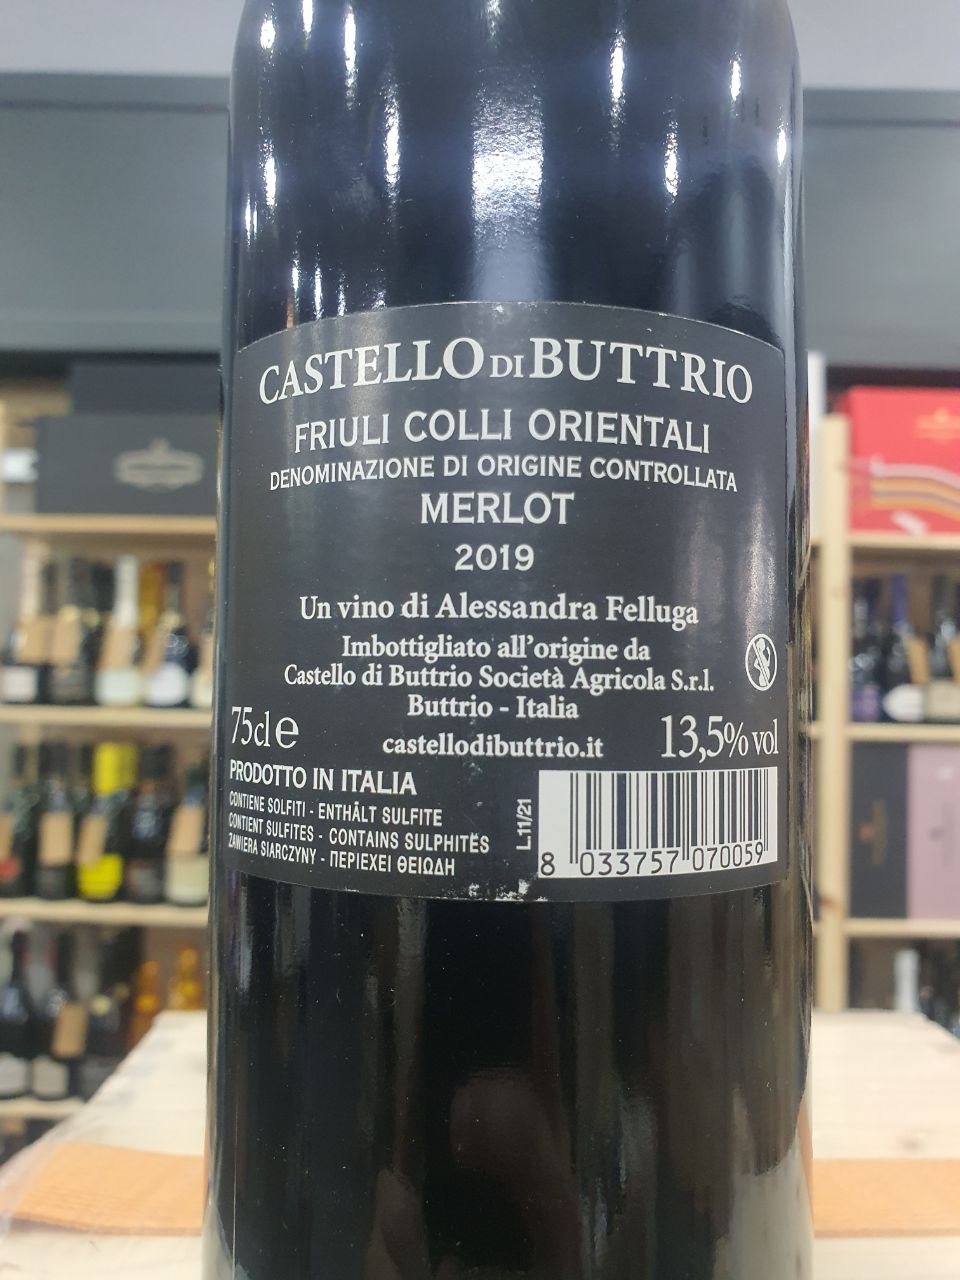 CASTELLO DI BUTTRIO
FRIULI COLLI ORIENTALI
DENOMINAZIONE DI ORIGINE CONTROLLATA
MERLOT
2019
Un vino di Alessandra Felluga
Imbottigliato all'origine da
Castello di Buttrio Società Agricola S.r.l.
Buttrio - Italia
75cl e
castellodibuttrio.it
13,5% vol
PRODOTTO IN ITALIA
CONTIENE SOLFITI - ENTHÄLT SULFITE
CONTIENT SULFITES - CONTAINS SULPHITES
ZAWIERA SIARCZYNY - ΠΕΡΙΕΧΕΙ ΘΕΙΩΔΗ
L.11/21
8 033757 070059